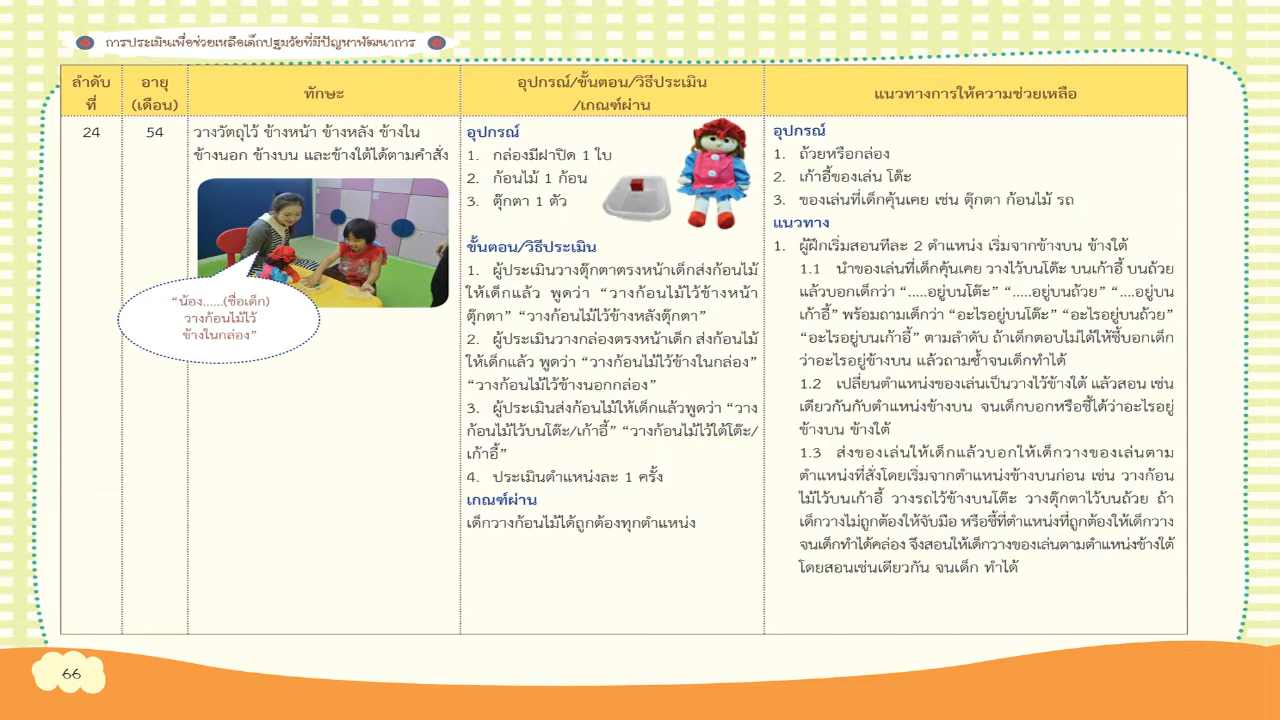 การประเมินเพื่อช่วยเหลือเด็กปฐมวัยที่มีปัญหาพัฒนาการ
ลำดับ
ที่
อายุ
(เดือน)
ทักษะ
อุปกรณ์/ขั้นตอน/วิธีประเมิน
/เกณฑ์ผ่าน
แนวทางการให้ความช่วยเหลือ
24
54
วางวัตถุไว้ ข้างหน้า ข้างหลัง ข้างใน
ข้างนอก ข้างบน และข้างใต้ได้ตามคำสั่ง
“น้อง......(ชื่อเด็ก)
วางก้อนไม้ไว้
ข้างในกล่อง”
อุปกรณ์
1. กล่องมีฝาปิด 1 ใบ
2. ก้อนไม้ 1 ก้อน
3. ตุ๊กตา 1 ตัว
ขั้นตอน/วิธีประเมิน
1. ผู้ประเมินวางตุ๊กตาตรงหน้าเด็กส่งก้อนไม้
ให้เด็กแล้ว พูดว่า “วางก้อนไม้ไว้ข้างหน้า
ตุ๊กตา” “วางก้อนไม้ไว้ข้างหลังตุ๊กตา”
2. ผู้ประเมินวางกล่องตรงหน้าเด็ก ส่งก้อนไม้
ให้เด็กแล้ว พูดว่า “วางก้อนไม้ไว้ข้างในกล่อง”
“วางก้อนไม้ไว้ข้างนอกกล่อง”
3. ผู้ประเมินส่งก้อนไม้ให้เด็กแล้วพูดว่า “วาง
ก้อนไม้ไว้บนโต๊ะ/เก้าอี้” “วางก้อนไม้ไว้ใต้โต๊ะ/
เก้าอี้”
4. ประเมินตำแหน่งละ 1 ครั้ง
เกณฑ์ผ่าน
เด็กวางก้อนไม้ได้ถูกต้องทุกตำแหน่ง
อุปกรณ์
1. ถ้วยหรือกล่อง
2. เก้าอี้ของเล่น โต๊ะ
3. ของเล่นที่เด็กคุ้นเคย เช่น ตุ๊กตา ก้อนไม้ รถ
แนวทาง
1. ผู้ฝึกเริ่มสอนทีละ 2 ตำแหน่ง เริ่มจากข้างบน ข้างใต้
1.1 นำของเล่นที่เด็กคุ้นเคย วางไว้บนโต๊ะ บนเก้าอี้ บนถ้วย
แล้วบอกเด็กว่า “.....อยู่บนโต๊ะ” “.....อยู่บนถ้วย” “....อยู่บน
เก้าอี้” พร้อมถามเด็กว่า “อะไรอยู่บนโต๊ะ” “อะไรอยู่บนถ้วย”
“อะไรอยู่บนเก้าอี้” ตามลำดับ ถ้าเด็กตอบไม่ได้ให้ชี้บอกเด็ก
ว่าอะไรอยู่ข้างบน แล้วถามซ้ำจนเด็กทำได้
1.2 เปลี่ยนตำแหน่งของเล่นเป็นวางไว้ข้างใต้ แล้วสอน เช่น
เดียวกันกับตำแหน่งข้างบน จนเด็กบอกหรือชี้ได้ว่าอะไรอยู่
ข้างบน ข้างใต้
1.3 ส่งของเล่นให้เด็กแล้วบอกให้เด็กวางของเล่นตาม
ตำแหน่งที่สั่งโดยเริ่มจากตำแหน่งข้างบนก่อน เช่น วางก้อน
ไม้ไว้บนเก้าอี้ วางรถไว้ข้างบนโต๊ะ วางตุ๊กตาไว้บนถ้วย ถ้า
เด็กวางไม่ถูกต้องให้จับมือ หรือชี้ที่ตำแหน่งที่ถูกต้องให้เด็กวาง
จนเด็กทำได้คล่อง จึงสอนให้เด็กวางของเล่นตามตำแหน่งข้างใต้
โดยสอนเช่นเดียวกัน จนเด็ก ทำได้
66